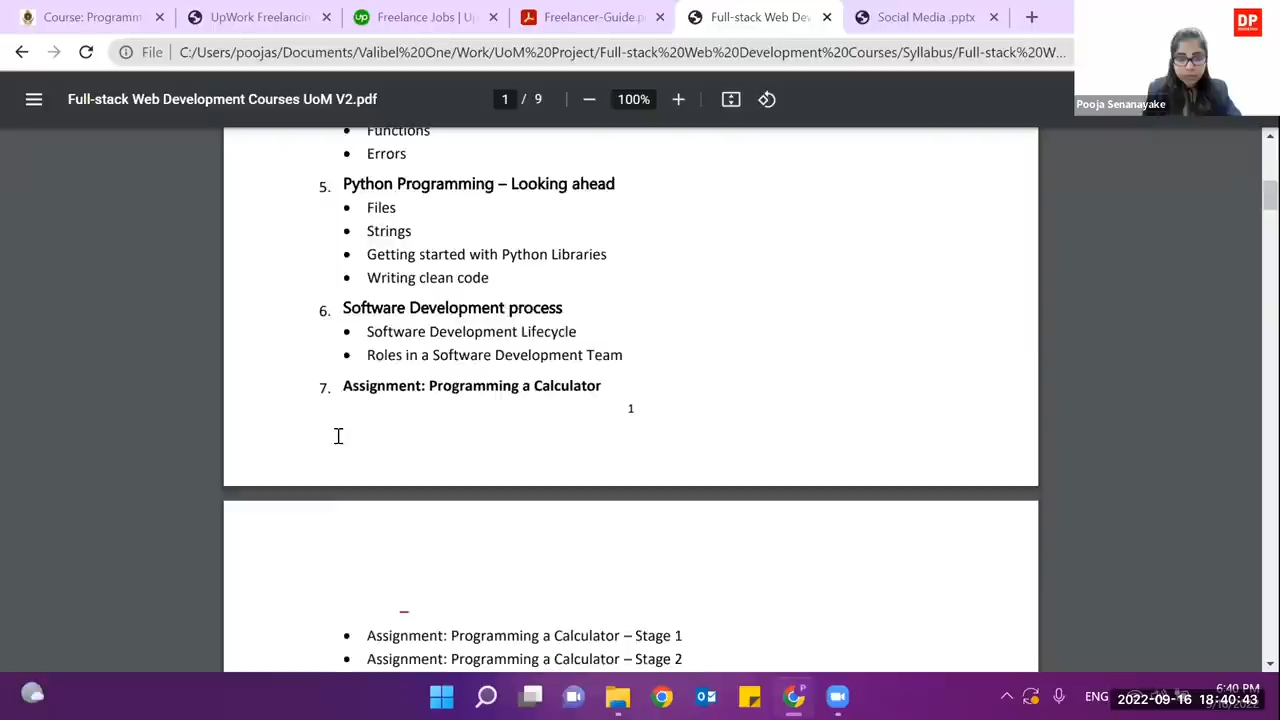 Course: Programm
UpWork Freelancin
Freelance Jobs | Up
Freelancer-Guide.pd
Full-stack Web Dev
Social Media .pptx
DP
File
C:/Users/poojas/Documents/Valibel%20One/Work/UoM%20Project/Full-stack%20Web%20Development%20Courses/Syllabus/Full-stack%20W...
Full-stack Web Development Courses UoM V2.pdf
1 / 9
100%
Pooja Senanayake
Functions
Errors
5. Python Programming – Looking ahead
Files
Strings
Getting started with Python Libraries
Writing clean code
6. Software Development process
Software Development Lifecycle
Roles in a Software Development Team
7. Assignment: Programming a Calculator
1
Assignment: Programming a Calculator – Stage 1
Assignment: Programming a Calculator – Stage 2
ENG
6:40 PM
2022-09-16 18:40:43